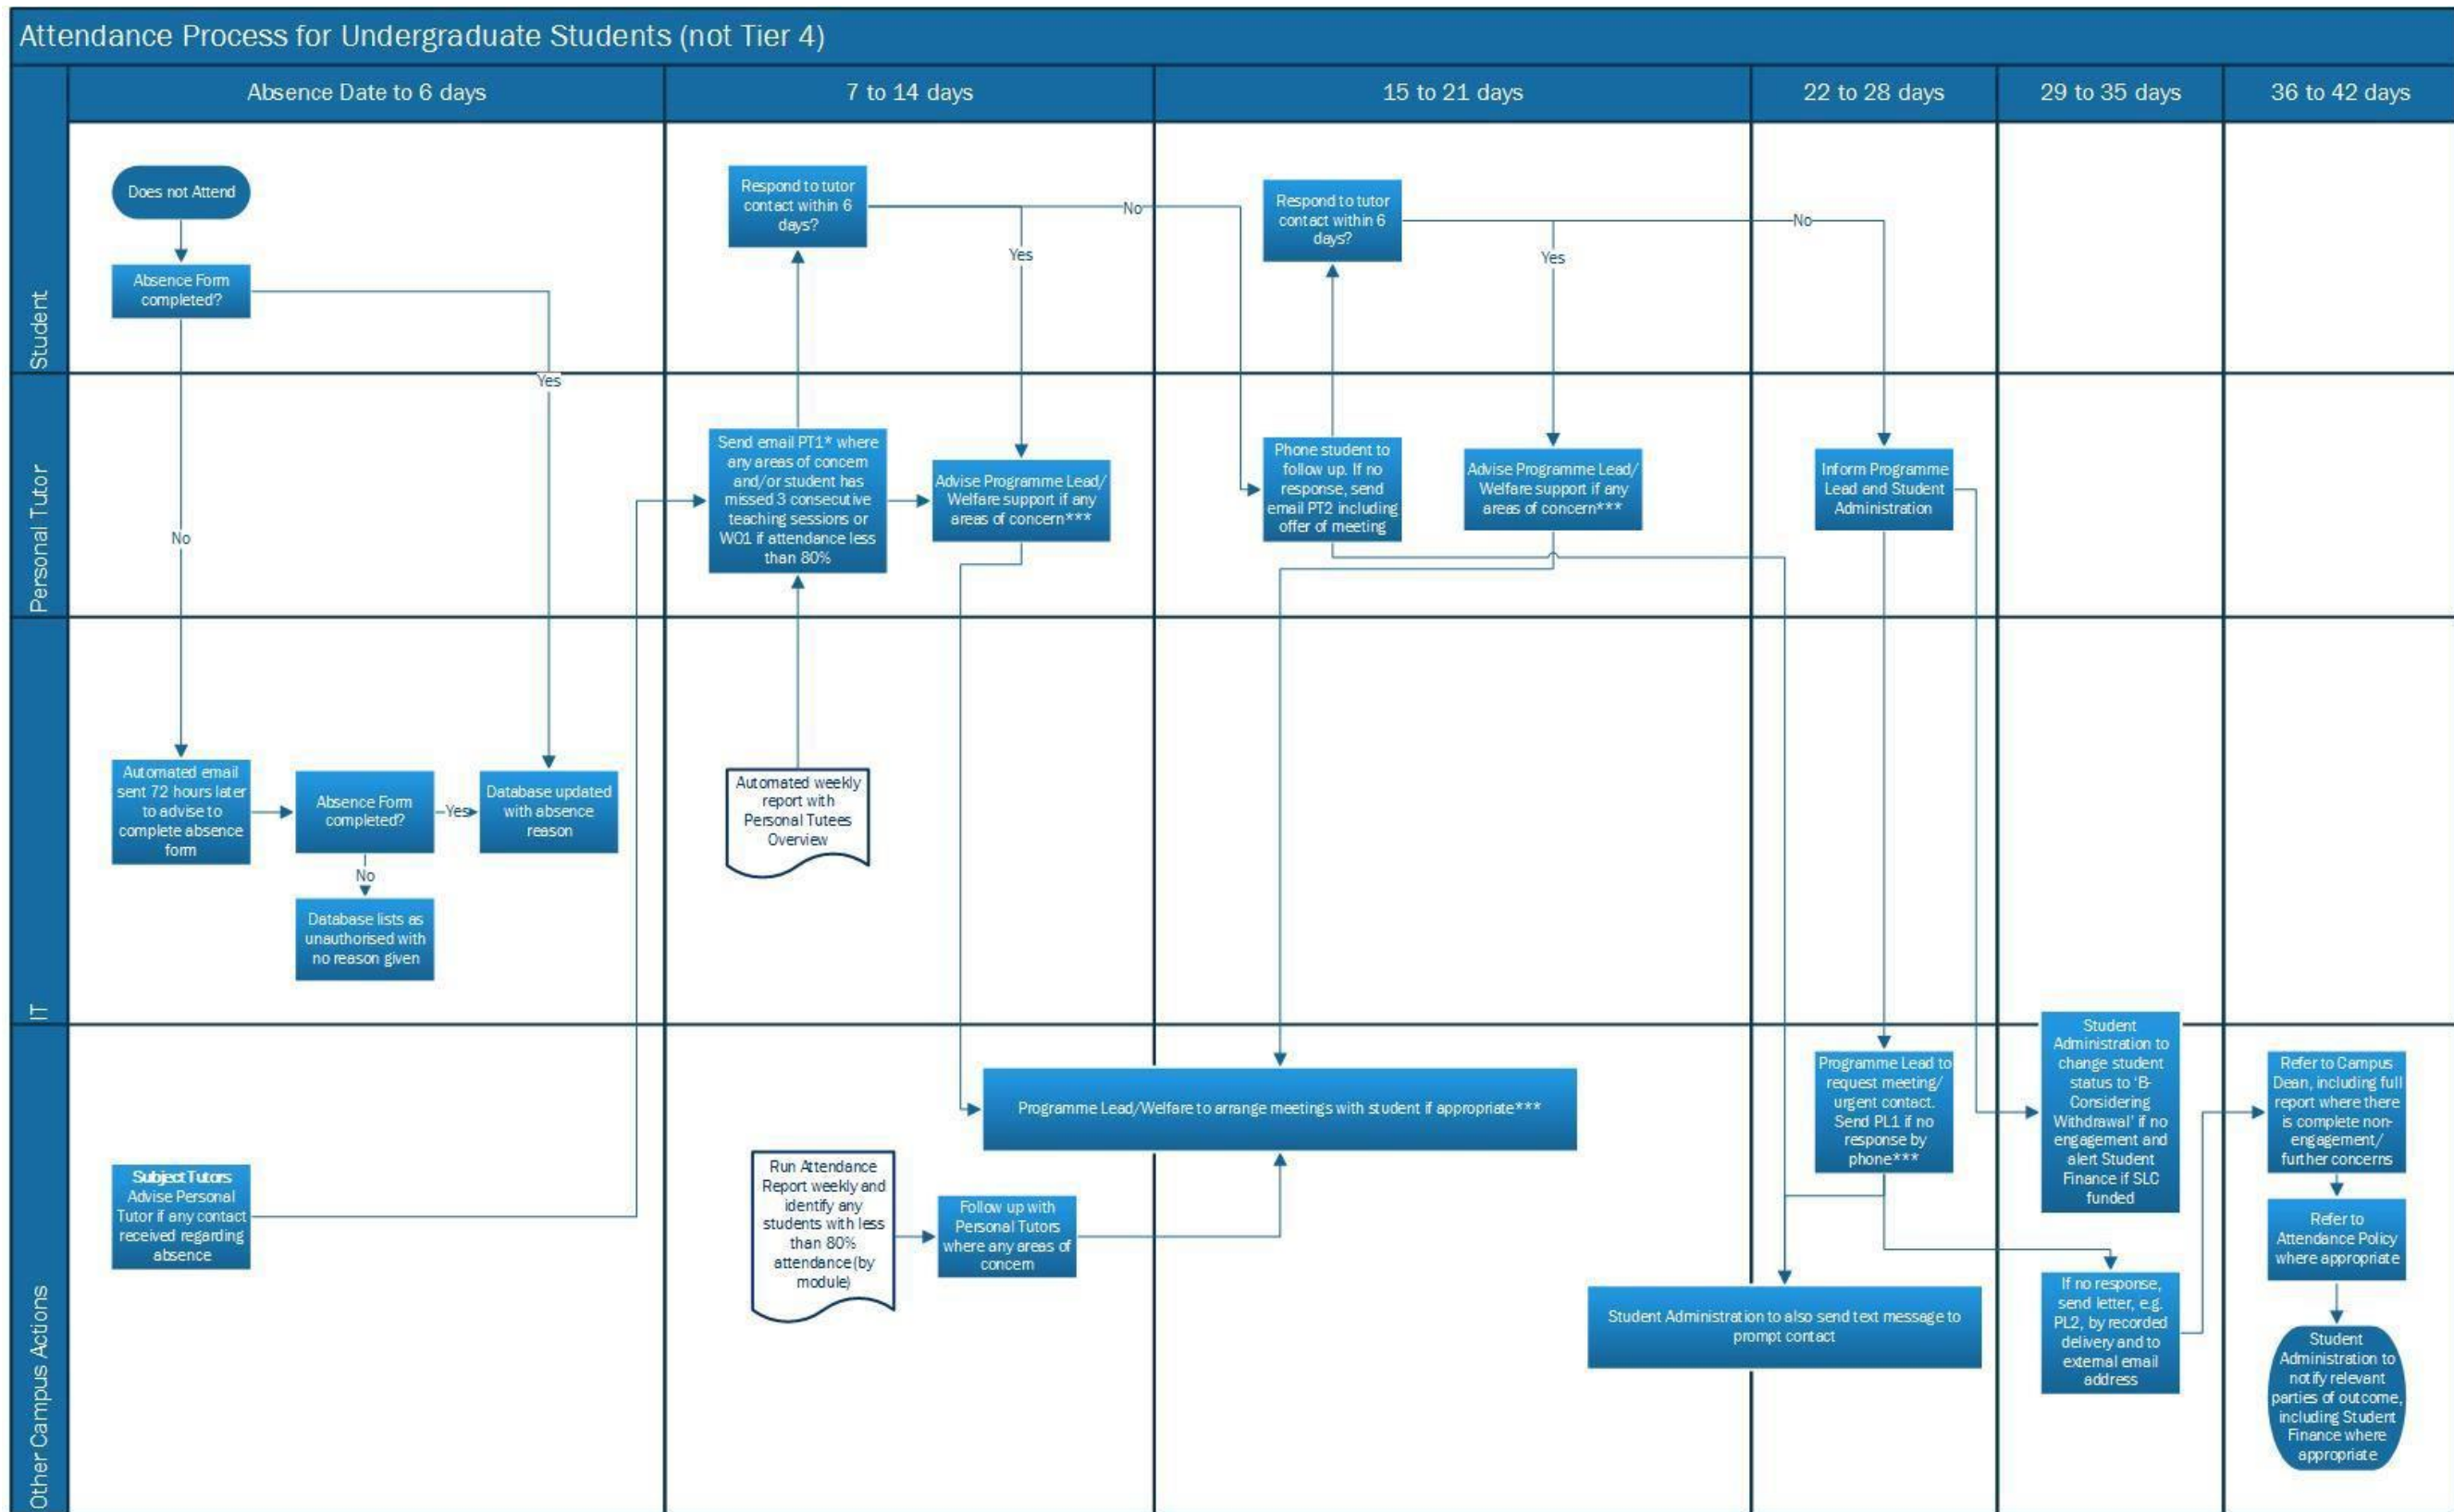 Attendance Process for Undergraduate Students (not Tier 4)
Absence Date to 6 days
7 to 14 days
15 to 21 days
22 to 28 days
29 to 35 days
36 to 42 days
Student
Does not Attend
Absence Form
completed?
Yes
No
Respond to tutor
contact within 6
days?
No
Yes
Respond to tutor
contact within 6
days?
No
Yes
Personal Tutor
Send email PT1* where
any areas of concern
and/or student has
missed 3 consecutive
teaching sessions or
WO1 if attendance less
than 80%
Advise Programme Lead/
Welfare support if any
areas of concern***
Phone student to
follow up. If no
response, send
email PT2 including
offer of meeting
Advise Programme Lead/
Welfare support if any
areas of concern***
Inform Programme
Lead and Student
Administration
IT
Automated email
sent 72 hours later
to advise to
complete absence
form
Absence Form
completed?
Yes
Database updated
with absence
reason
No
Database lists as
unauthorised with
no reason given
Automated weekly
report with
Personal Tutees
Overview
Other Campus Actions
Subject Tutors
Advise Personal
Tutor if any contact
received regarding
absence
Run Attendance
Report weekly and
identify any
students with less
than 80%
attendance (by
module)
Follow up with
Personal Tutors
where any areas of
concern
Programme Lead/Welfare to arrange meetings with student if appropriate***
Programme Lead to
request meeting/
urgent contact.
Send PL1 if no
response by
phone***
Student Administration to also send text message to
prompt contact
Student
Administration to
change student
status to ‘B-
Considering
Withdrawal’ if no
engagement and
alert Student
Finance if SLC
funded
If no response,
send letter, e.g.
PL2, by recorded
delivery and to
external email
address
Refer to Campus
Dean, including full
report where there
is complete non-
engagement/
further concerns
Refer to
Attendance Policy
where appropriate
Student
Administration to
notify relevant
parties of outcome,
including Student
Finance where
appropriate